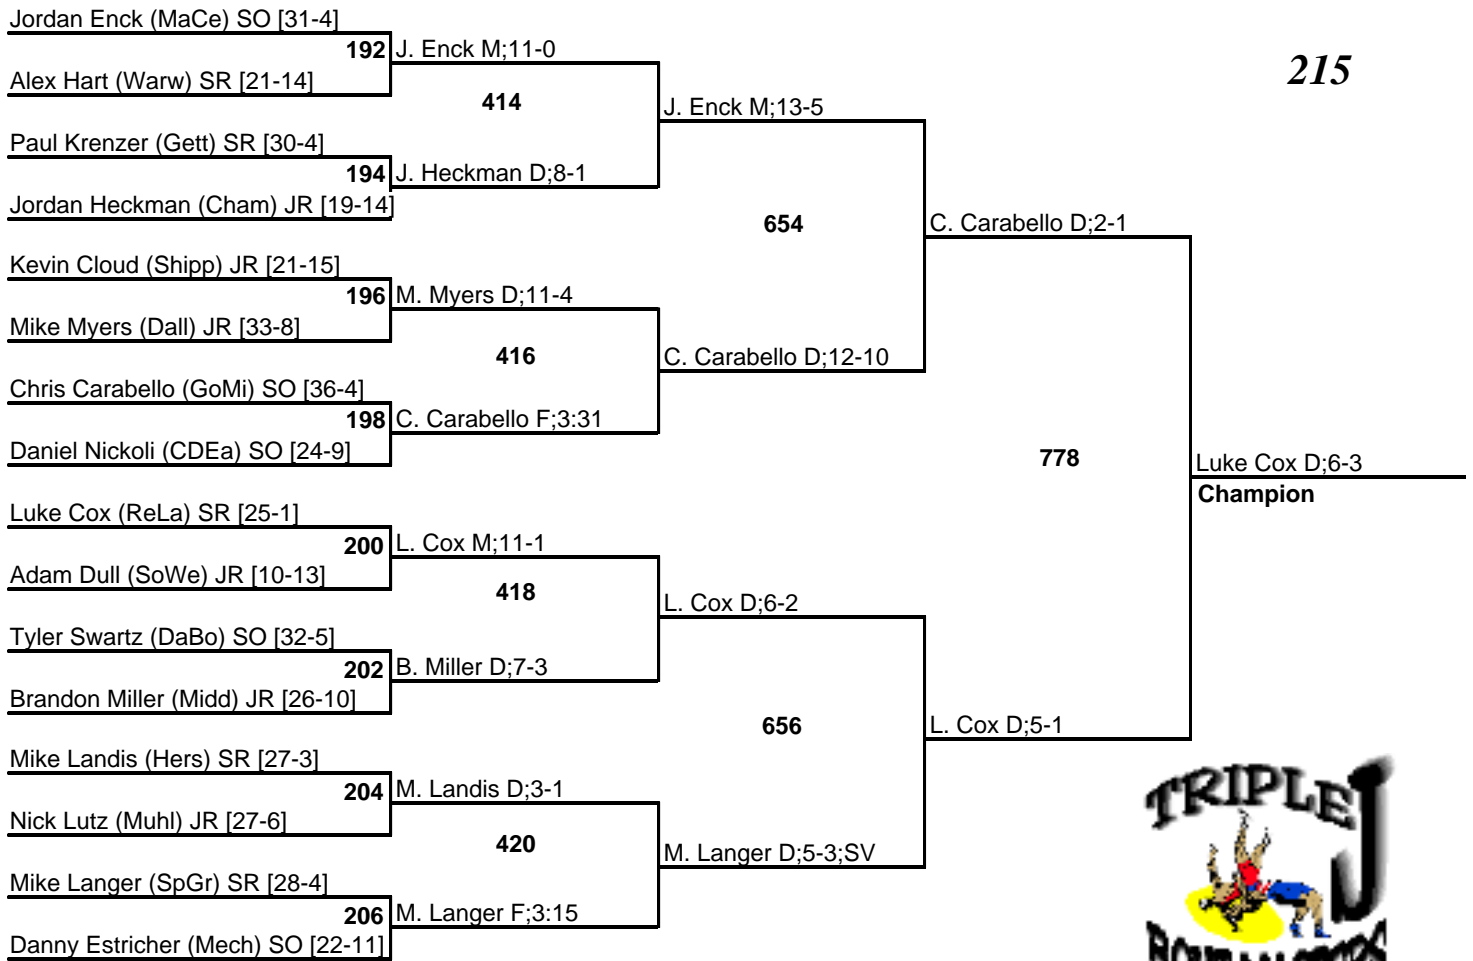 Jordan Enck (MaCe) SO [31-4]
192 J. Enck M;11-0
215
Alex Hart (Warw) SR [21-14]
414
J. Enck M;13-5
Paul Krenzer (Gett) SR [30-4]
194 J. Heckman D;8-1
Jordan Heckman (Cham) JR [19-14]
654
C. Carabello D;2-1
Kevin Cloud (Shipp) JR [21-15]
196 M. Myers D;11-4
Mike Myers (Dall) JR [33-8]
416
C. Carabello D;12-10
Chris Carabello (GoMi) SO [36-4]
198 C. Carabello F;3:31
Daniel Nickoli (CDEa) SO [24-9]
778
Luke Cox D;6-3
Champion
Luke Cox (ReLa) SR [25-1]
200 L. Cox M;11-1
Adam Dull (SoWe) JR [10-13]
418
L. Cox D;6-2
Tyler Swartz (DaBo) SO [32-5]
202 B. Miller D;7-3
Brandon Miller (Midd) JR [26-10]
656
L. Cox D;5-1
Mike Landis (Hers) SR [27-3]
204 M. Landis D;3-1
Nick Lutz (Muhl) JR [27-6]
420
M. Langer D;5-3;SV
Mike Langer (SpGr) SR [28-4]
206 M. Langer F;3:15
Danny Estricher (Mech) SO [22-11]
TRIPLE J